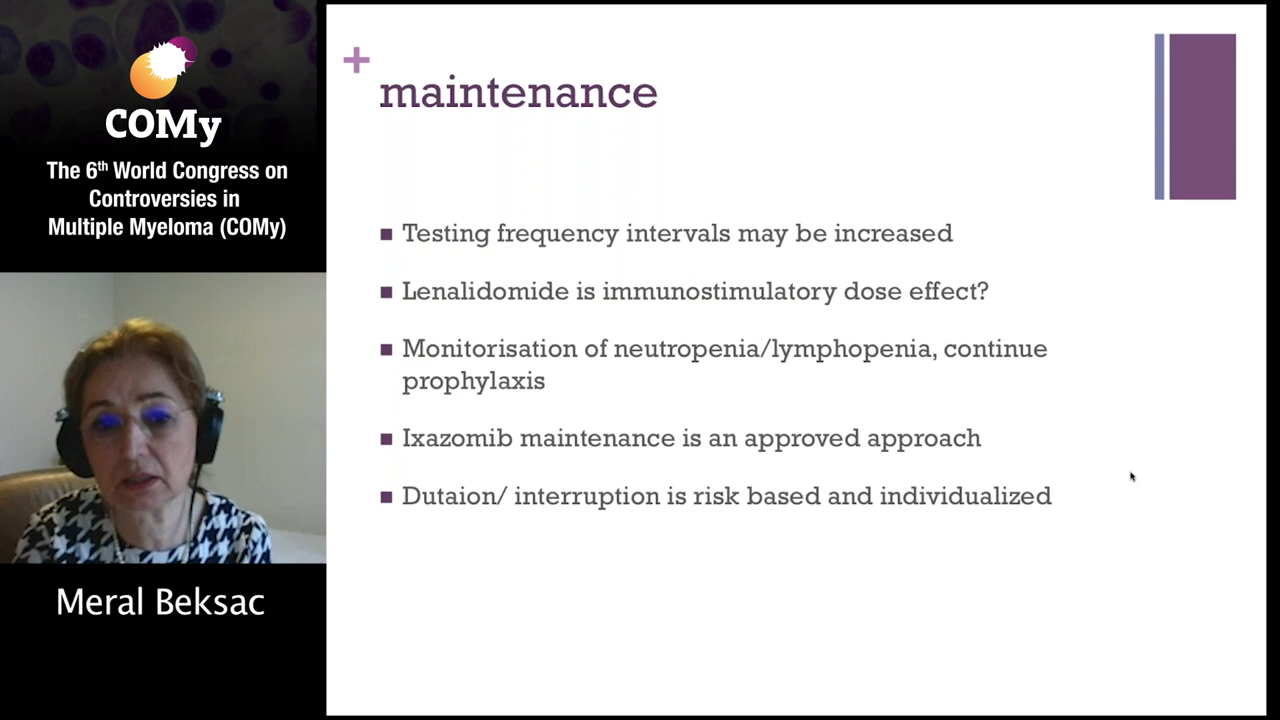 COMy
The 6th World Congress on
Controversies in
Multiple Myeloma (COMy)
Meral Beksac
+
maintenance
Testing frequency intervals may be increased
Lenalidomide is immunostimulatory dose effect?
Monitorisation of neutropenia/lymphopenia, continue
prophylaxis
Ixazomib maintenance is an approved approach
Dutaion/ interruption is risk based and individualized